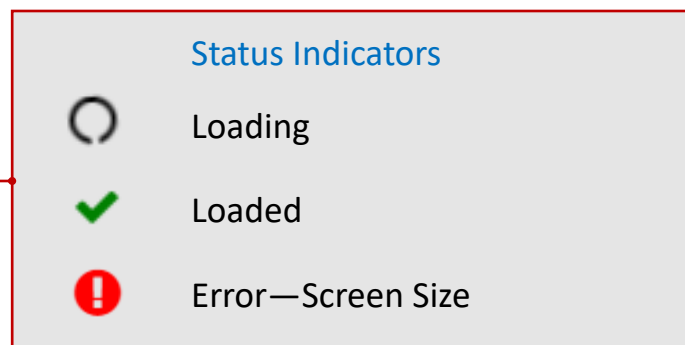 Status Indicators
Loading
Loaded
Error—Screen Size